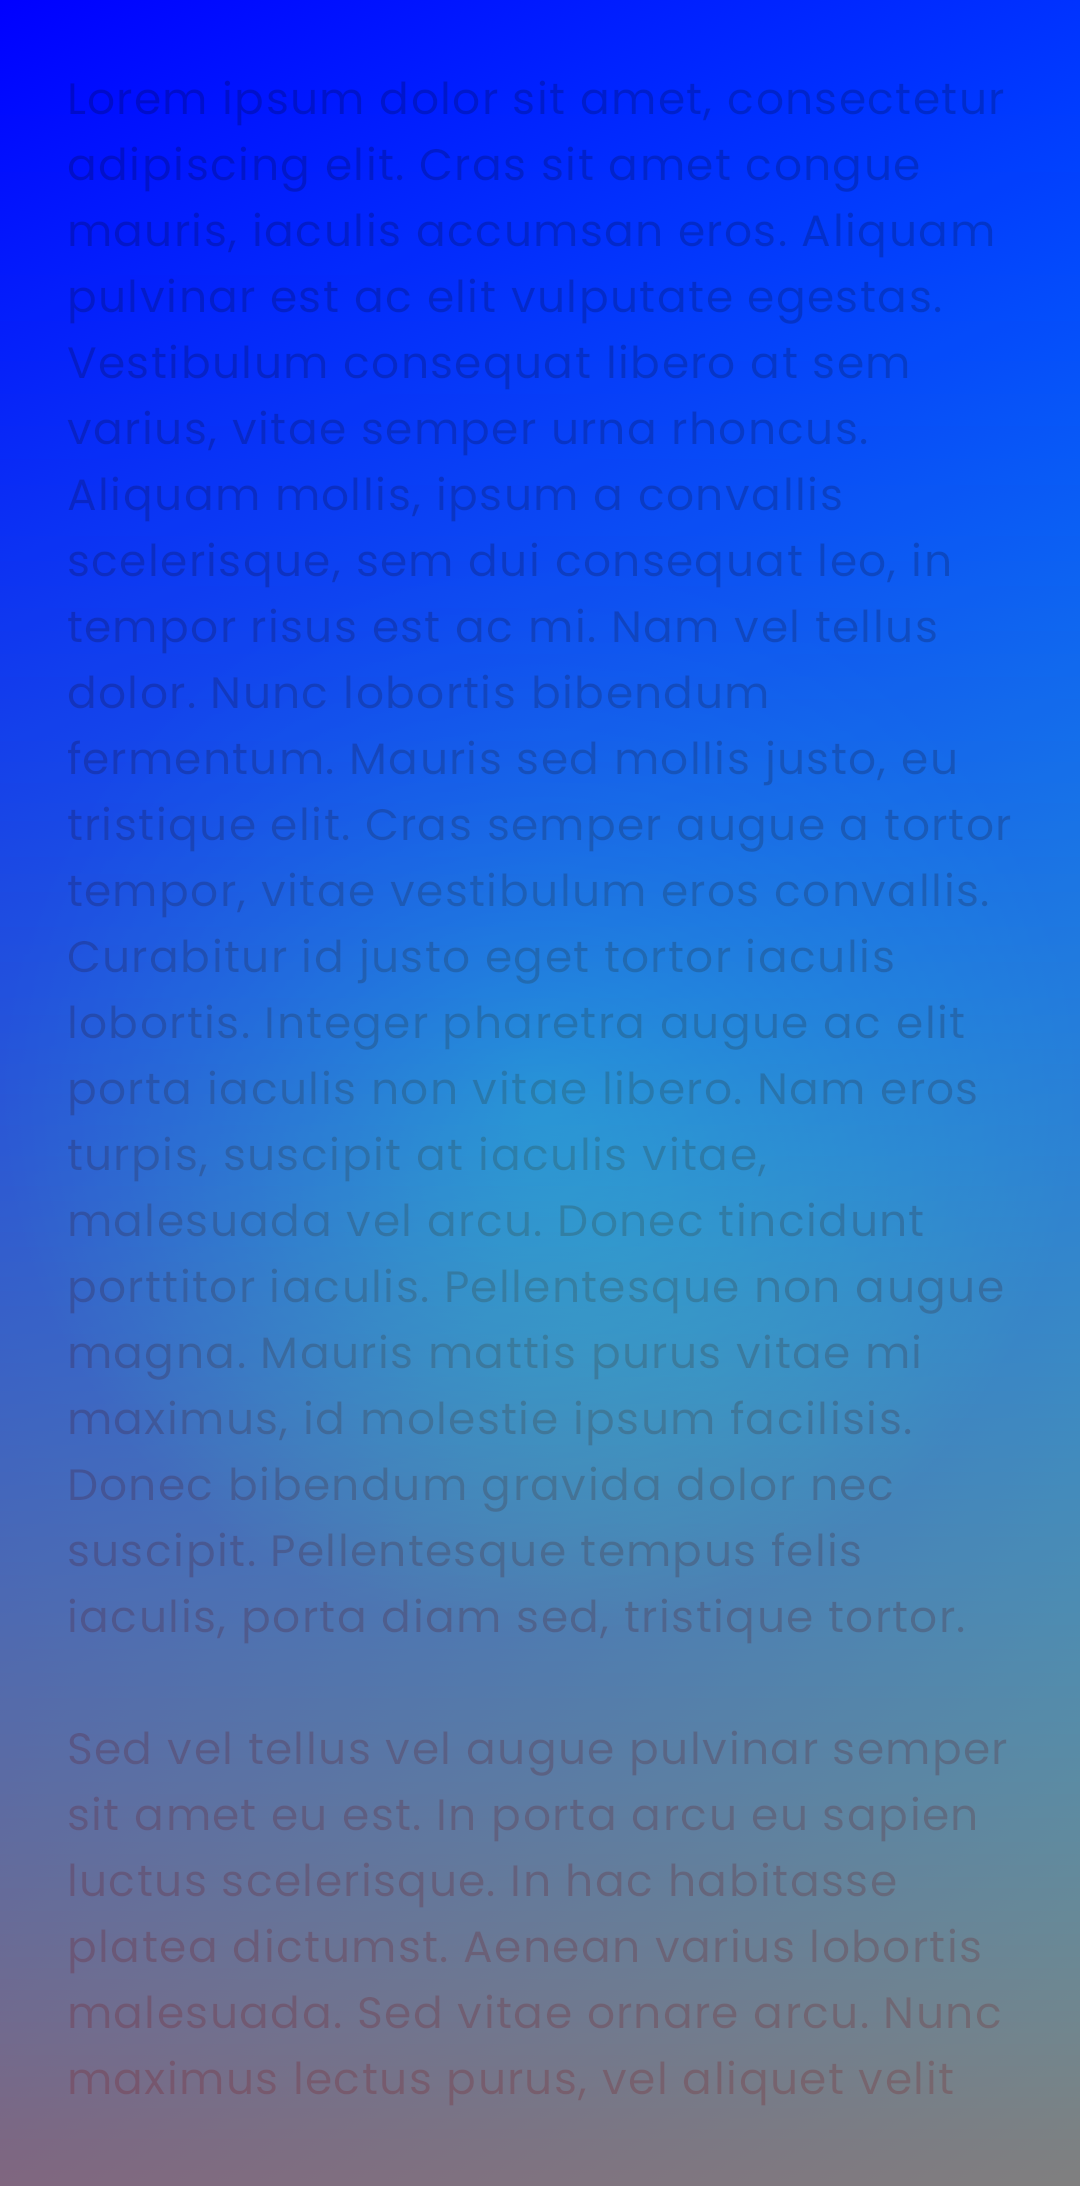 Lorem ipsum dolor sit amet, consectetur
adipiscing elit. Cras sit amet congue
mauris, iaculis accumsan eros. Aliquam
pulvinar est ac elit vulputate egestas.
Vestibulum consequat libero at sem
varius, vitae semper urna rhoncus.
Aliquam mollis, ipsum a convallis
scelerisque, sem dui consequat leo, in
tempor risus est ac mi. Nam vel tellus
dolor. Nunc lobortis bibendum
fermentum. Mauris sed mollis justo, eu
tristique elit. Cras semper augue a tortor
tempor, vitae vestibulum eros convallis.
Curabitur id justo eget tortor iaculis
lobortis. Integer pharetra augue ac elit
porta iaculis non vitae libero. Nam eros
turpis, suscipit at iaculis vitae,
malesuada vel arcu. Donec tincidunt
porttitor iaculis. Pellentesque non augue
magna. Mauris mattis purus vitae mi
maximus, id molestie ipsum facilisis.
Donec bibendum gravida dolor nec
suscipit. Pellentesque tempus felis
iaculis, porta diam sed, tristique tortor.
Sed vel tellus vel augue pulvinar semper
sit amet eu est. In porta arcu eu sapien
luctus scelerisque. In hac habitasse
platea dictumst. Aenean varius lobortis
malesuada. Sed vitae ornare arcu. Nunc
maximus lectus purus, vel aliquet velit